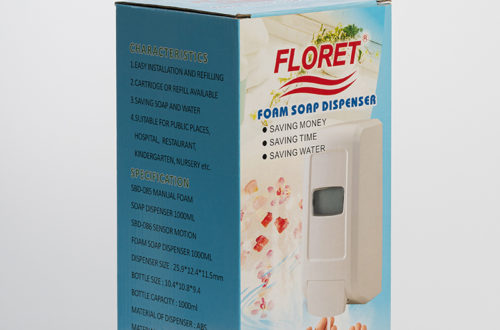 CHARACTERISTICS
1.EASY INSTALLATION AND REFILLING
2.CARTRIDGE OR REFILL AVAILABLE
3.SAVING SOAP AND WATER
4.SUITABLE FOR PUBLIC PLACES,
HOSPITAL, RESTAURANT,
KINDERGARTEN, NURSERY etc.
SPECIFICATION
SBD-085 MANUAL FOAM
SOAP DISPENSER 1000ML
SBD-086 SENSOR MOTION
FOAM SOAP DISPENSER 1000ML
DISPENSER SIZE : 25.9*12.4*11.5mm
BOTTLE SIZE : 10.4*10.8*9.4
BOTTLE CAPACITY : 1000ml
MATERIAL OF DISPENSER : ABS
FLORET®
FOAM SOAP DISPENSER
● SAVING MONEY
● SAVING TIME
● SAVING WATER